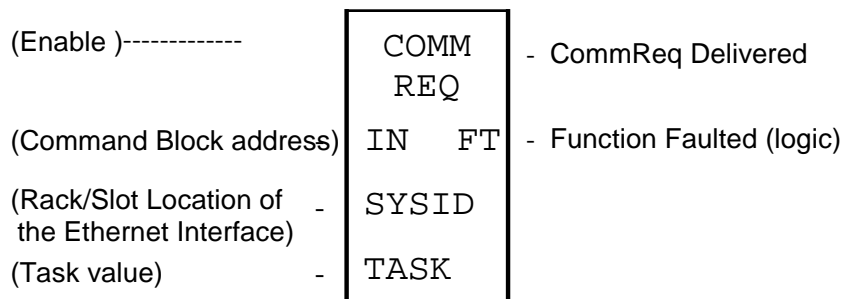 (Enable )------------- COMM - CommReq Delivered
REQ
(Command Block address) IN FT - Function Faulted (logic)
(Rack/Slot Location of - SYSID
the Ethernet Interface)
(Task value) - TASK